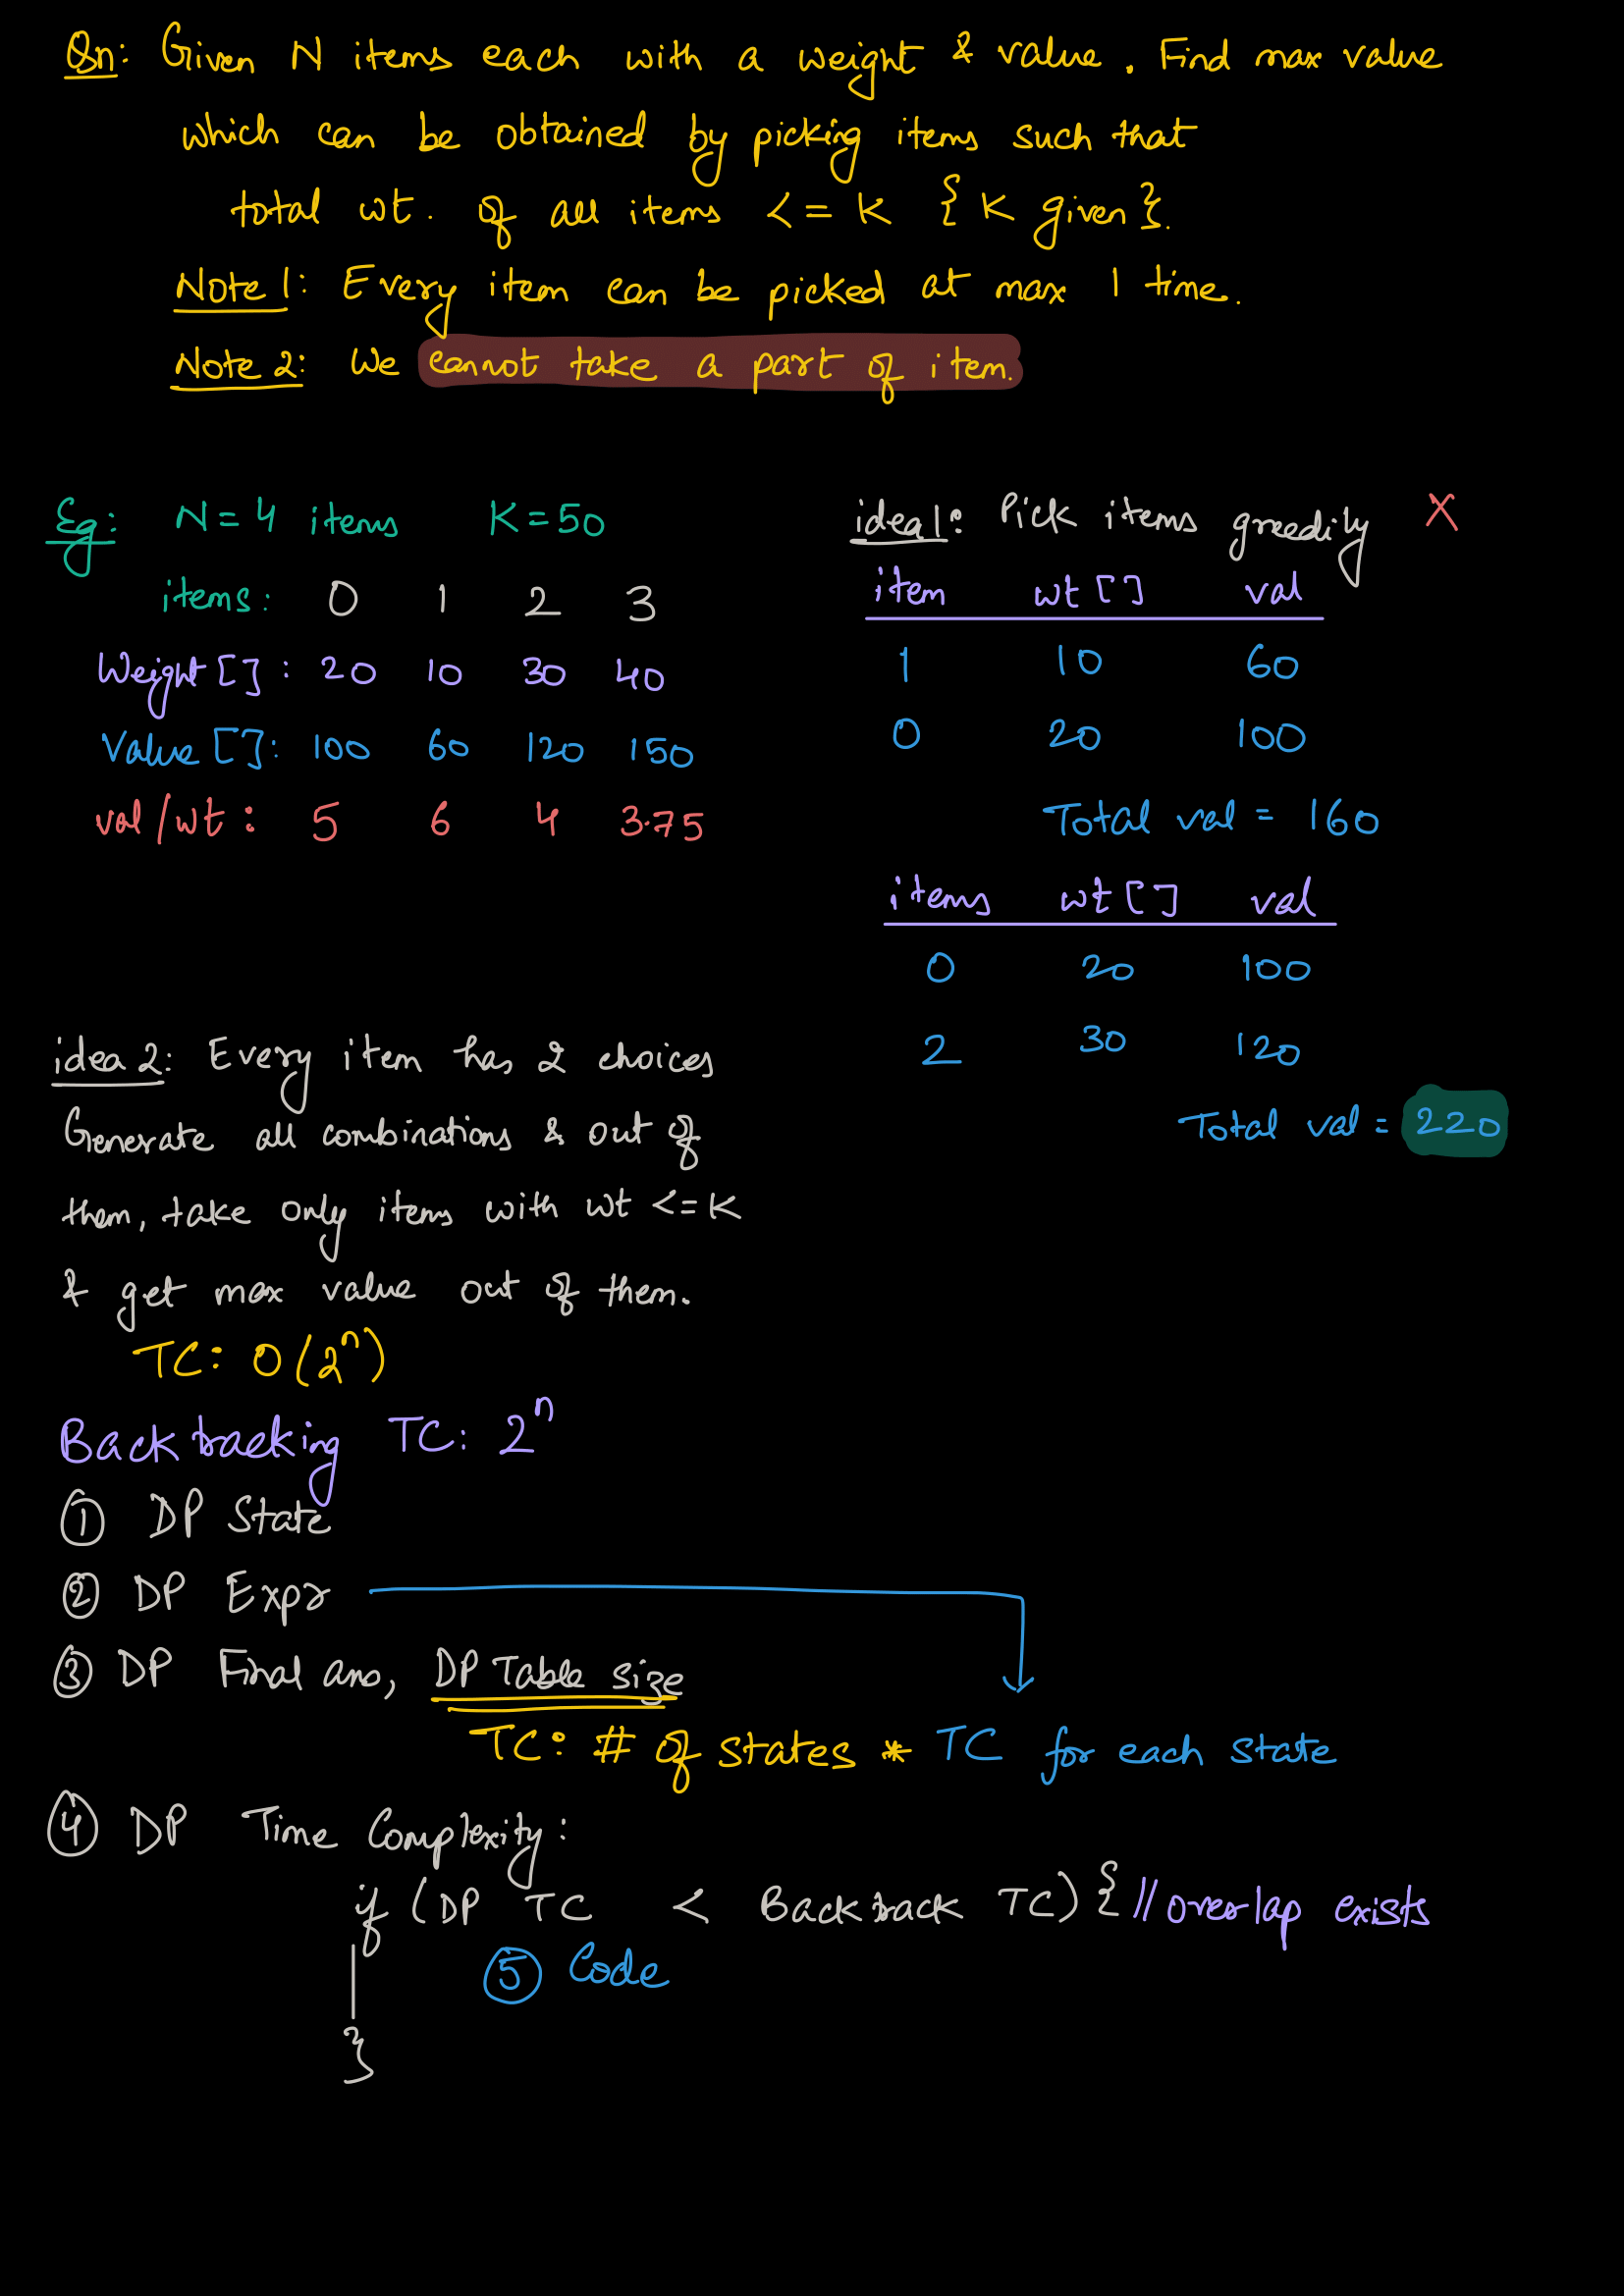 Qn: Given N items each with a weight & value. Find max value
which can be obtained by picking items such that
total wt. of all items <= K {K given}.
Note 1: Every item can be picked at max 1 time.
Note 2: We cannot take a part of item.
Eg: N=4 items K=50
items: 0 1 2 3
Weight[]: 20 10 30 40
Value[]: 100 60 120 150
val/wt: 5 6 4 3.75
idea1: Pick items greedily X
item wt[] val
1 10 60
0 20 100
Total val = 160
items wt[] val
0 20 100
2 30 120
Total val = 220
idea 2: Every item has 2 choices
Generate all combinations & out of
them, take only items with wt <=K
& get max value out of them.
TC: O(2^n)
Backtracking TC: 2^n
① DP State
② DP Expr
③ DP Final ans, DP Table size
TC: # of states * TC for each state
④ DP Time Complexity:
if (DP TC < Backtrack TC) { // overlap exists
⑤ Code
}